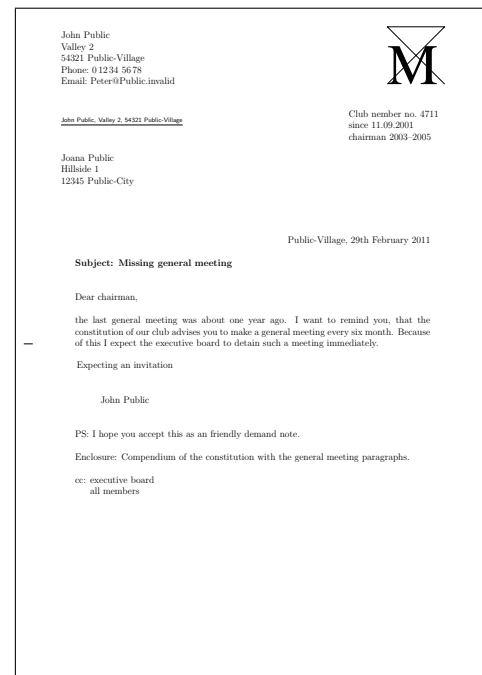 John Public
Valley 2
54321 Public-Village
Phone: 0 12 34 56 78
Email: Peter@Public.invalid
M
John Public, Valley 2, 54321 Public-Village
Club nember no. 4711
since 11.09.2001
chairman 2003–2005
Joana Public
Hillside 1
12345 Public-City
Public-Village, 29th February 2011
Subject: Missing general meeting
Dear chairman,
the last general meeting was about one year ago. I want to remind you, that the
constitution of our club advises you to make a general meeting every six month. Because
of this I expect the executive board to detain such a meeting immediately.
Expecting an invitation
John Public
PS: I hope you accept this as an friendly demand note.
Enclosure: Compendium of the constitution with the general meeting paragraphs.
cc: executive board
all members